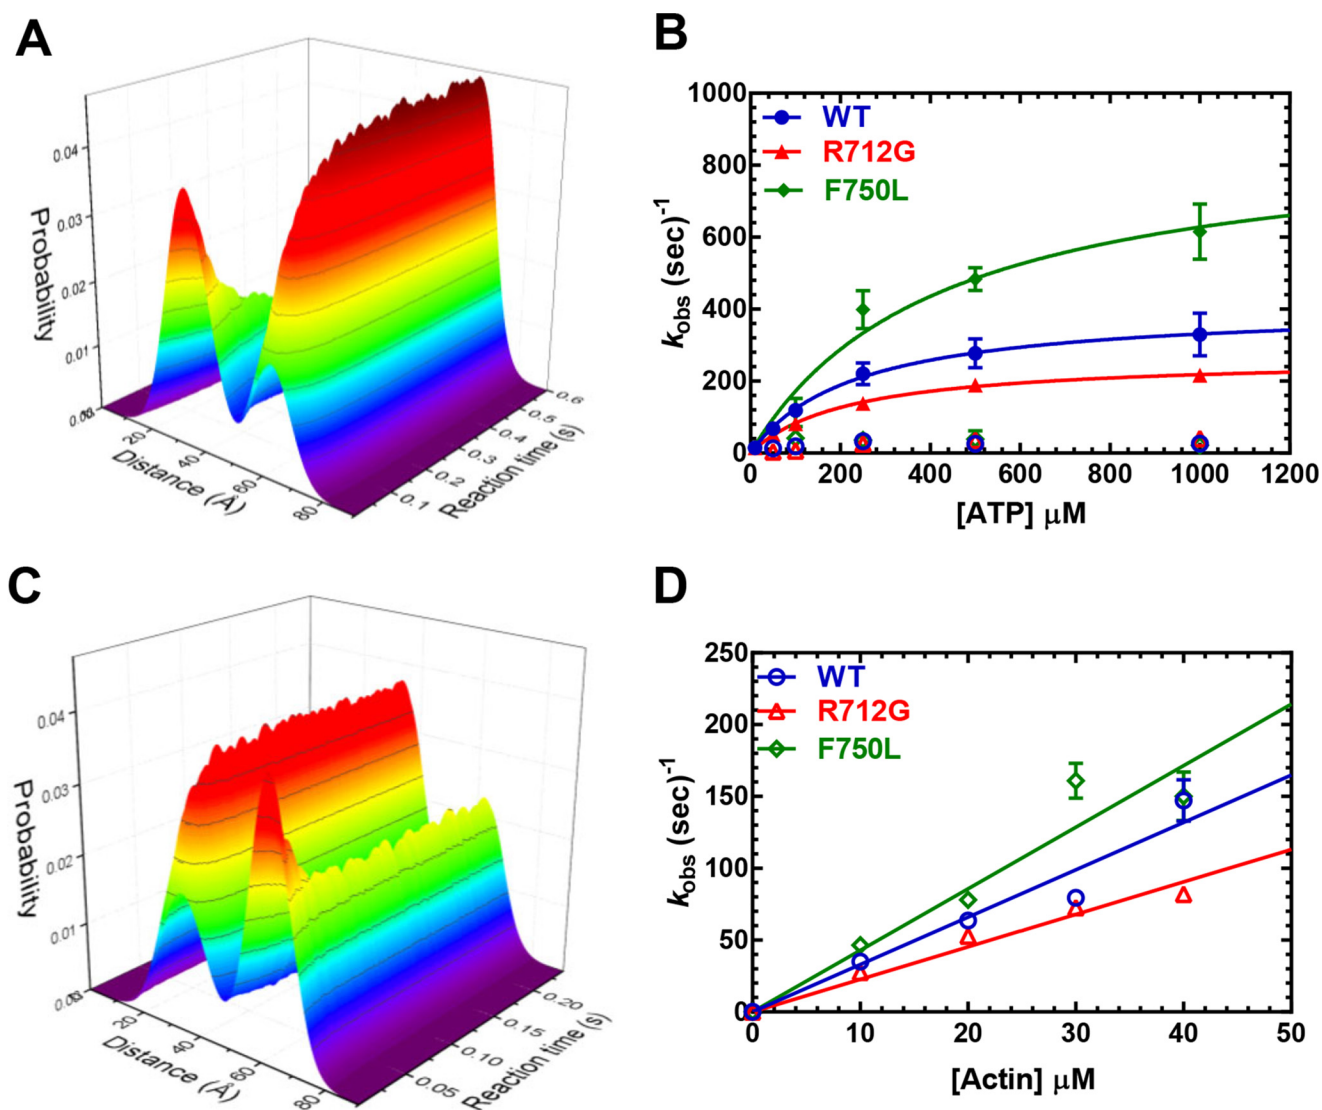 A
Probability
0.04
0.03
0.02
0.01
20
40
60
80
Distance (Å)
0.1
0.2
0.3
0.4
0.5
0.6
Reaction time (s)
B
WT
R712G
F750L
kobs (sec)-1
1000
800
600
400
200
0
0 200 400 600 800 1000 1200
[ATP] μM
C
Probability
0.04
0.03
0.02
0.01
20
40
60
80
Distance (Å)
0.05
0.10
0.15
0.20
Reaction time (s)
D
WT
R712G
F750L
kobs (sec)-1
250
200
150
100
50
0
0 10 20 30 40 50
[Actin] μM